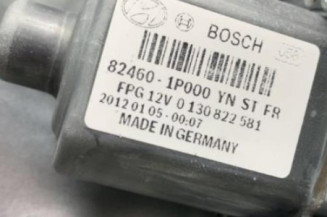 BOSCH
82460-1P000 YN ST FR
FPG 12V 0 130 822 581
2012 01 05 - 00:07
MADE IN GERMANY